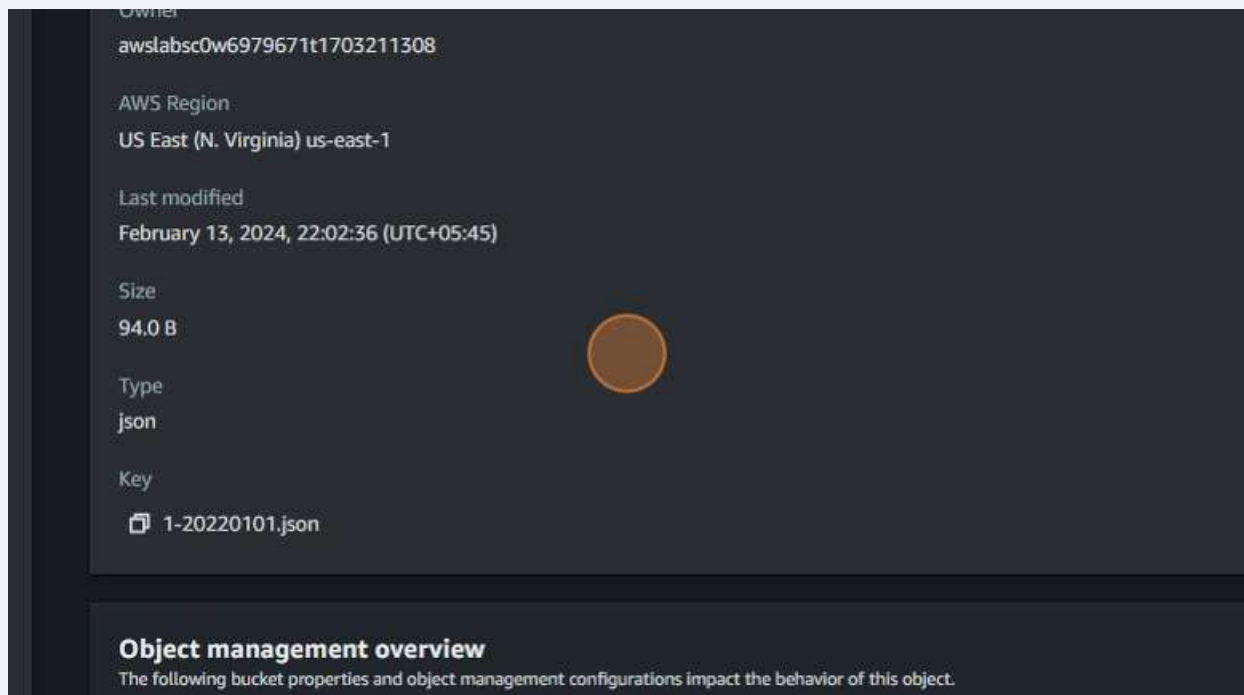 Owner
awslabsc0w6979671t1703211308
AWS Region
US East (N. Virginia) us-east-1
Last modified
February 13, 2024, 22:02:36 (UTC+05:45)
Size
94.0 B
Type
json
Key
1-20220101.json
Object management overview
The following bucket properties and object management configurations impact the behavior of this object.